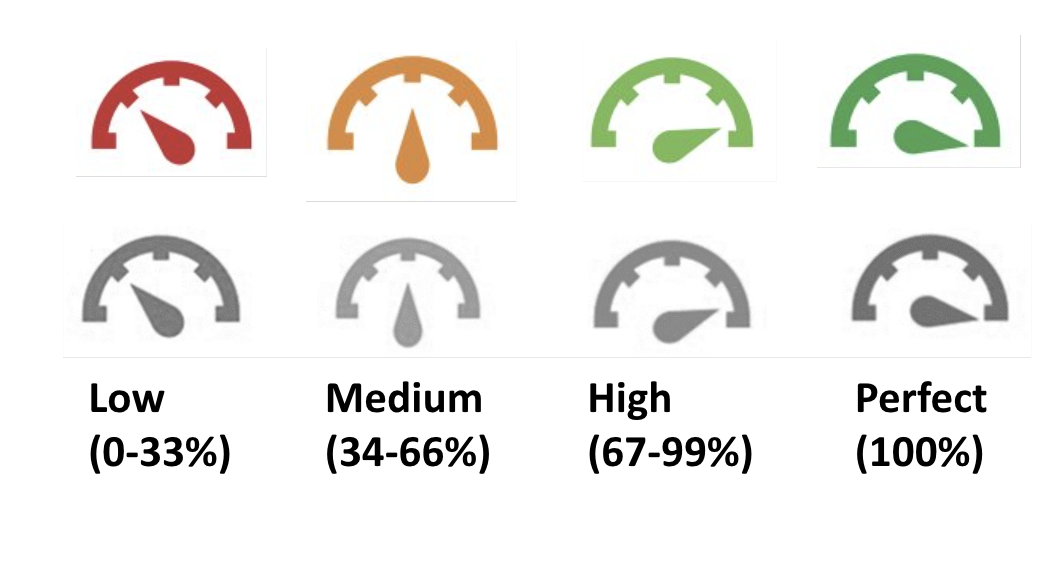 Low
(0-33%)
Medium
(34-66%)
High
(67-99%)
Perfect
(100%)